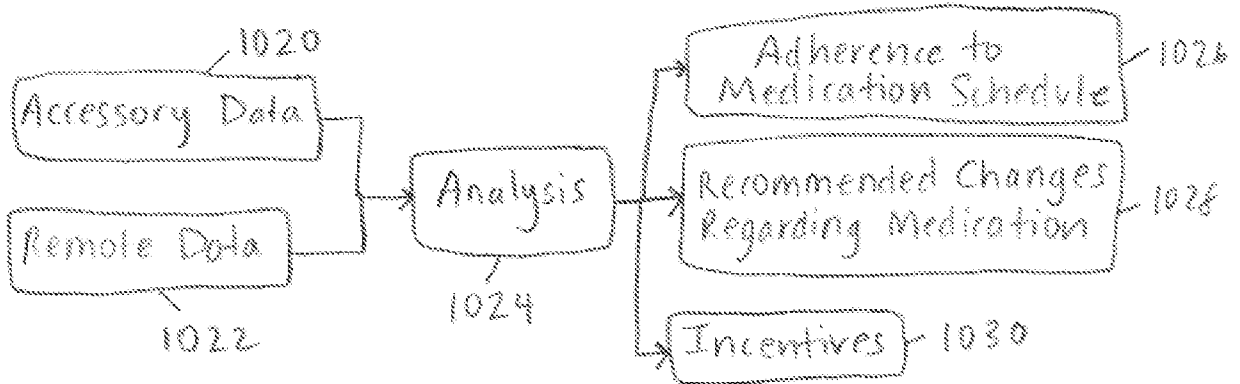 1020
Accessory Data
Remote Data
1022
Analysis
1024
Adherence to
Medication Schedule
1026
Recommended Changes
Regarding Medication
1028
Incentives
1030